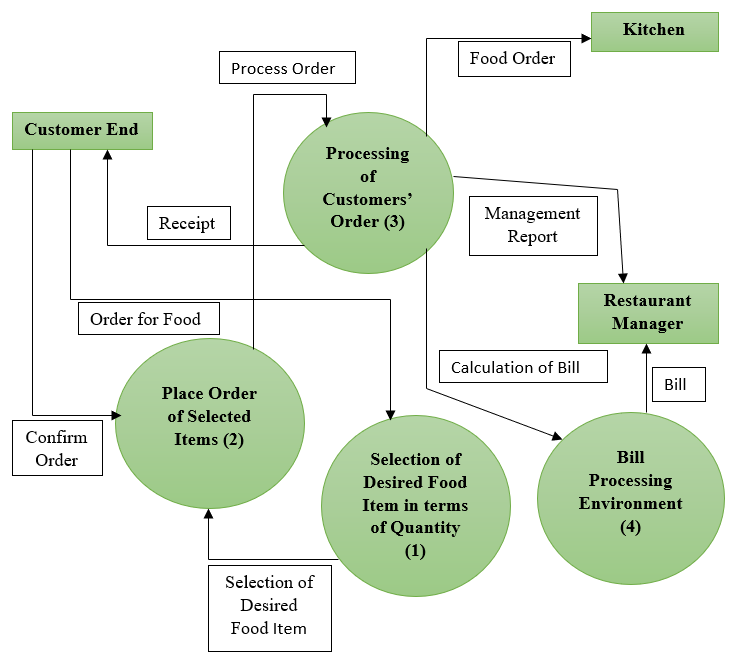 Kitchen
Process Order
Food Order
Customer End
Processing
of
Customers’
Order (3)
Receipt
Management
Report
Restaurant
Manager
Order for Food
Calculation of Bill
Bill
Place Order
of Selected
Items (2)
Confirm
Order
Selection of
Desired Food
Item in terms
of Quantity
(1)
Bill
Processing
Environment
(4)
Selection of
Desired
Food Item